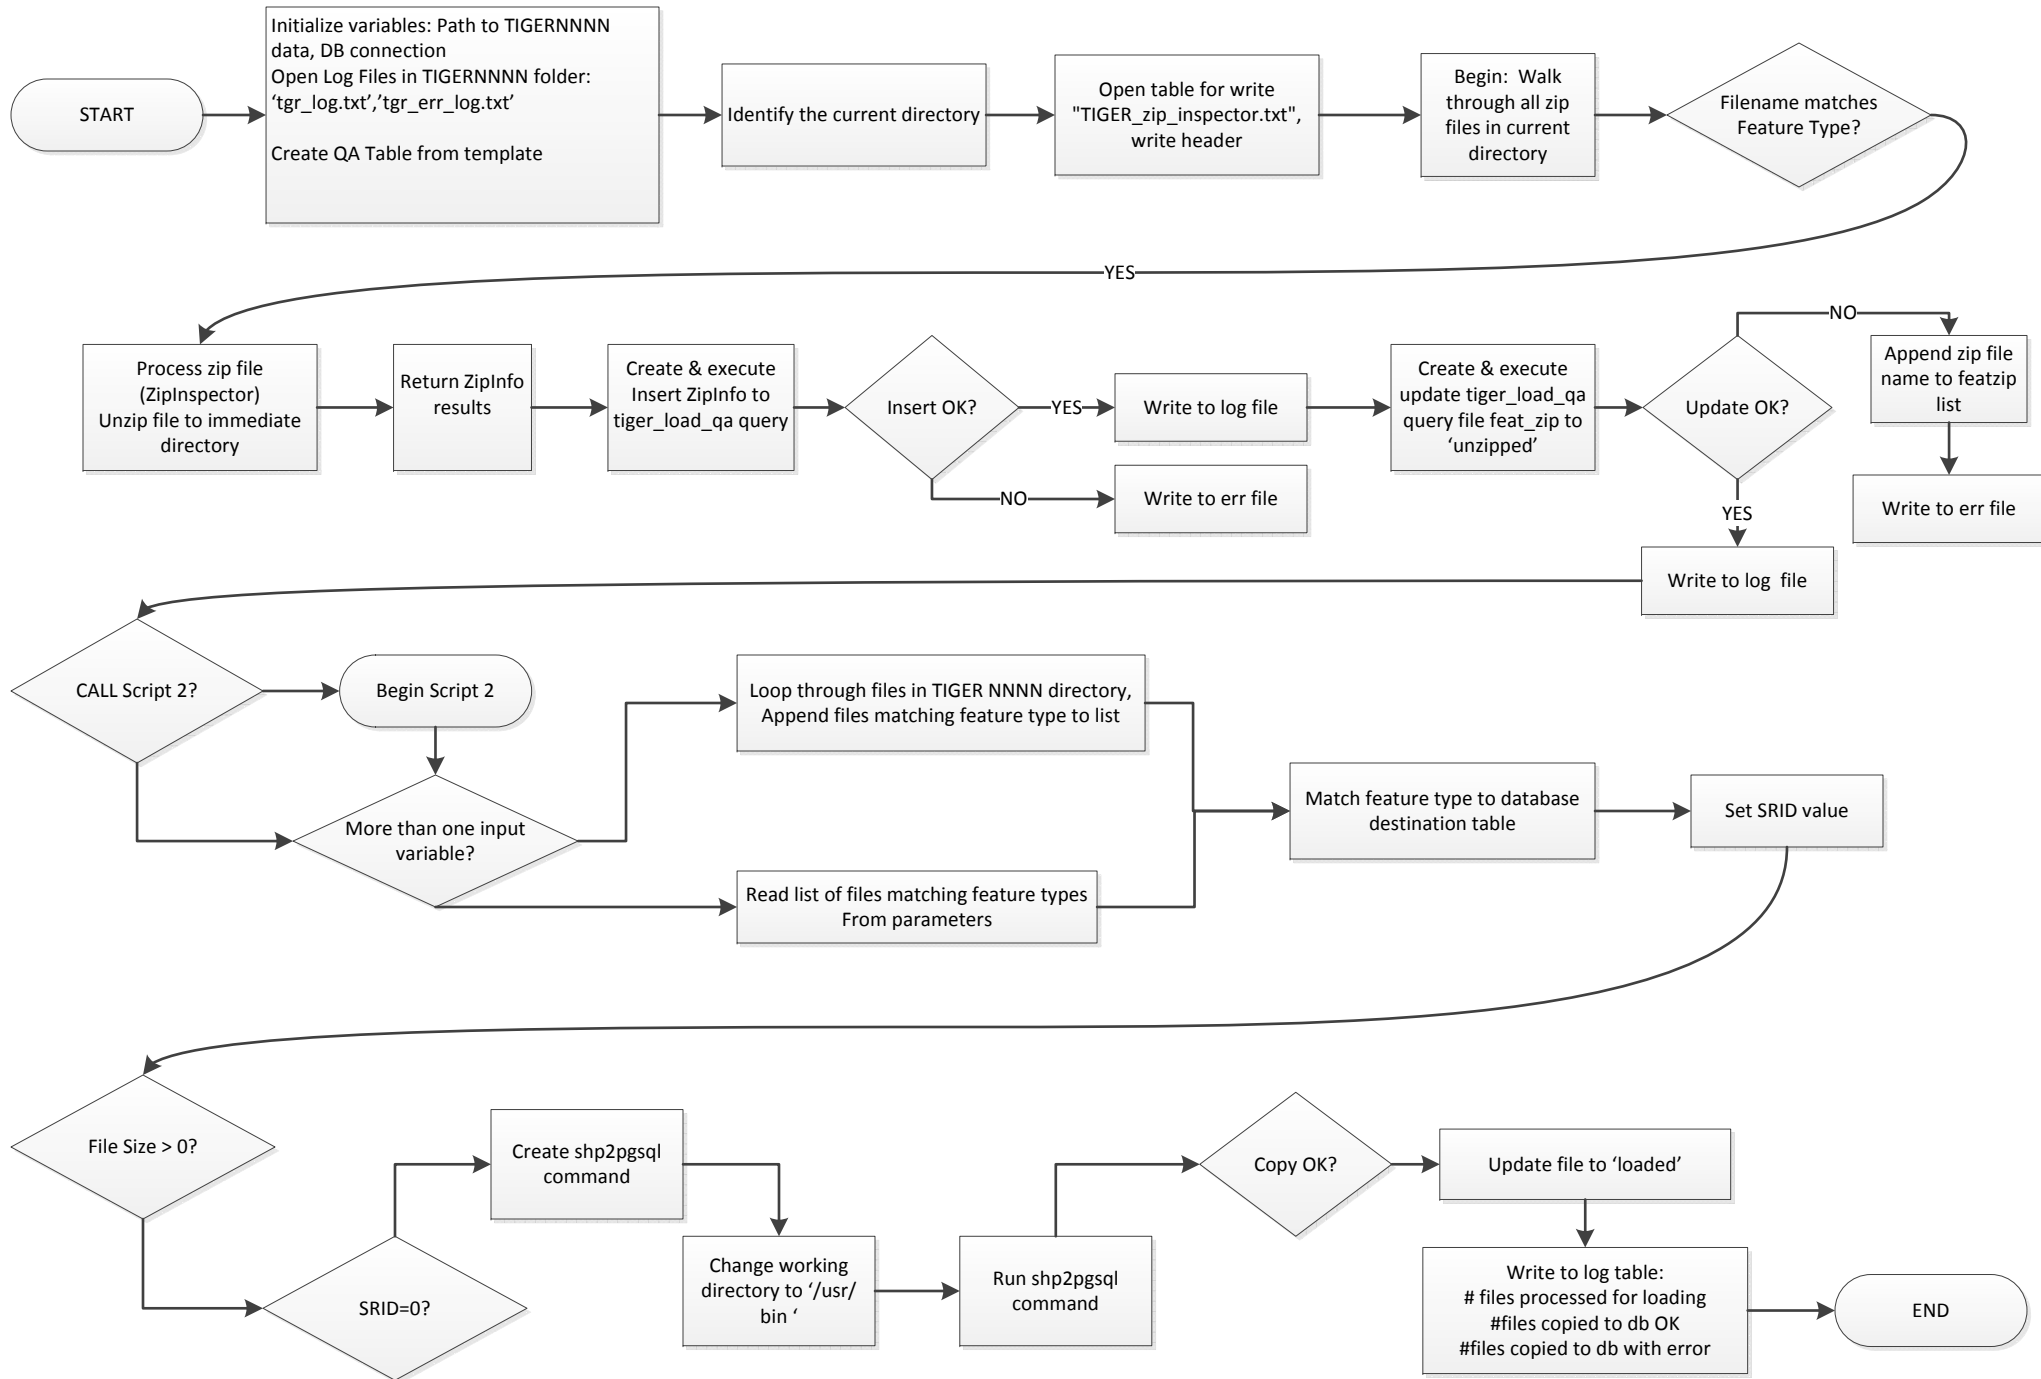 START
Initialize variables: Path to TIGERNNNN
data, DB connection
Open Log Files in TIGERNNNN folder:
‘tgr_log.txt’,’tgr_err_log.txt’
Create QA Table from template
Identify the current directory
Open table for write
"TIGER_zip_inspector.txt",
write header
Begin: Walk
through all zip
files in current
directory
Filename matches
Feature Type?
YES
Process zip file
(ZipInspector)
Unzip file to immediate
directory
Return ZipInfo
results
Create & execute
Insert ZipInfo to
tiger_load_qa query
Insert OK?
YES
Write to log file
NO
Write to err file
Create & execute
update tiger_load_qa
query file feat_zip to
‘unzipped’
Update OK?
NO
Append zip file
name to featzip
list
Write to err file
YES
Write to log file
CALL Script 2?
Begin Script 2
More than one input
variable?
Loop through files in TIGER NNNN directory,
Append files matching feature type to list
Read list of files matching feature types
From parameters
Match feature type to database
destination table
Set SRID value
File Size > 0?
SRID=0?
Create shp2pgsql
command
Change working
directory to ‘/usr/
bin ‘
Run shp2pgsql
command
Copy OK?
Update file to ‘loaded’
Write to log table:
# files processed for loading
#files copied to db OK
#files copied to db with error
END